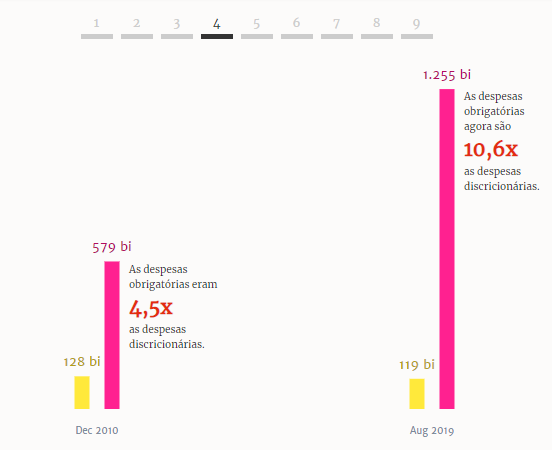 1 2 3 4 5 6 7 8 9
1.255 bi
As despesas
obrigatórias
agora são
10,6x
as despesas
discricionárias.
579 bi
As despesas
obrigatórias eram
4,5x
as despesas
discricionárias.
128 bi
119 bi
Dec 2010
Aug 2019